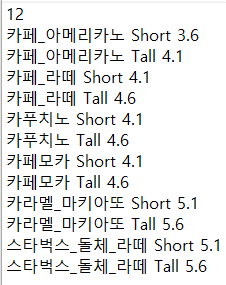 12
카페_아메리카노 Short 3.6
카페_아메리카노 Tall 4.1
카페_라떼 Short 4.1
카페_라떼 Tall 4.6
카푸치노 Short 4.1
카푸치노 Tall 4.6
카페모카 Short 4.1
카페모카 Tall 4.6
카라멜_마키아또 Short 5.1
카라멜_마키아또 Tall 5.6
스타벅스_돌체_라떼 Short 5.1
스타벅스_돌체_라떼 Tall 5.6